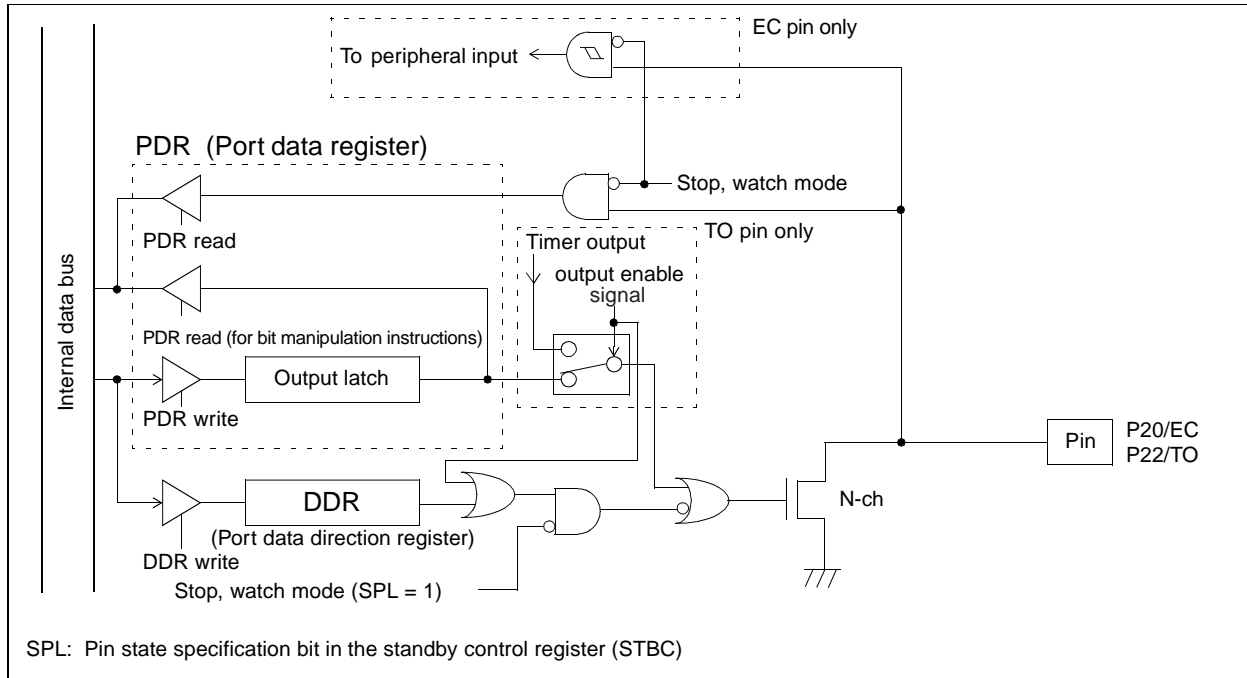 EC pin only
To peripheral input
PDR (Port data register)
Stop, watch mode
TO pin only
PDR read
Timer output
output enable
signal
Internal data bus
PDR read (for bit manipulation instructions)
Output latch
PDR write
Pin
P20/EC
P22/TO
DDR
N-ch
(Port data direction register)
DDR write
Stop, watch mode (SPL = 1)
SPL: Pin state specification bit in the standby control register (STBC)